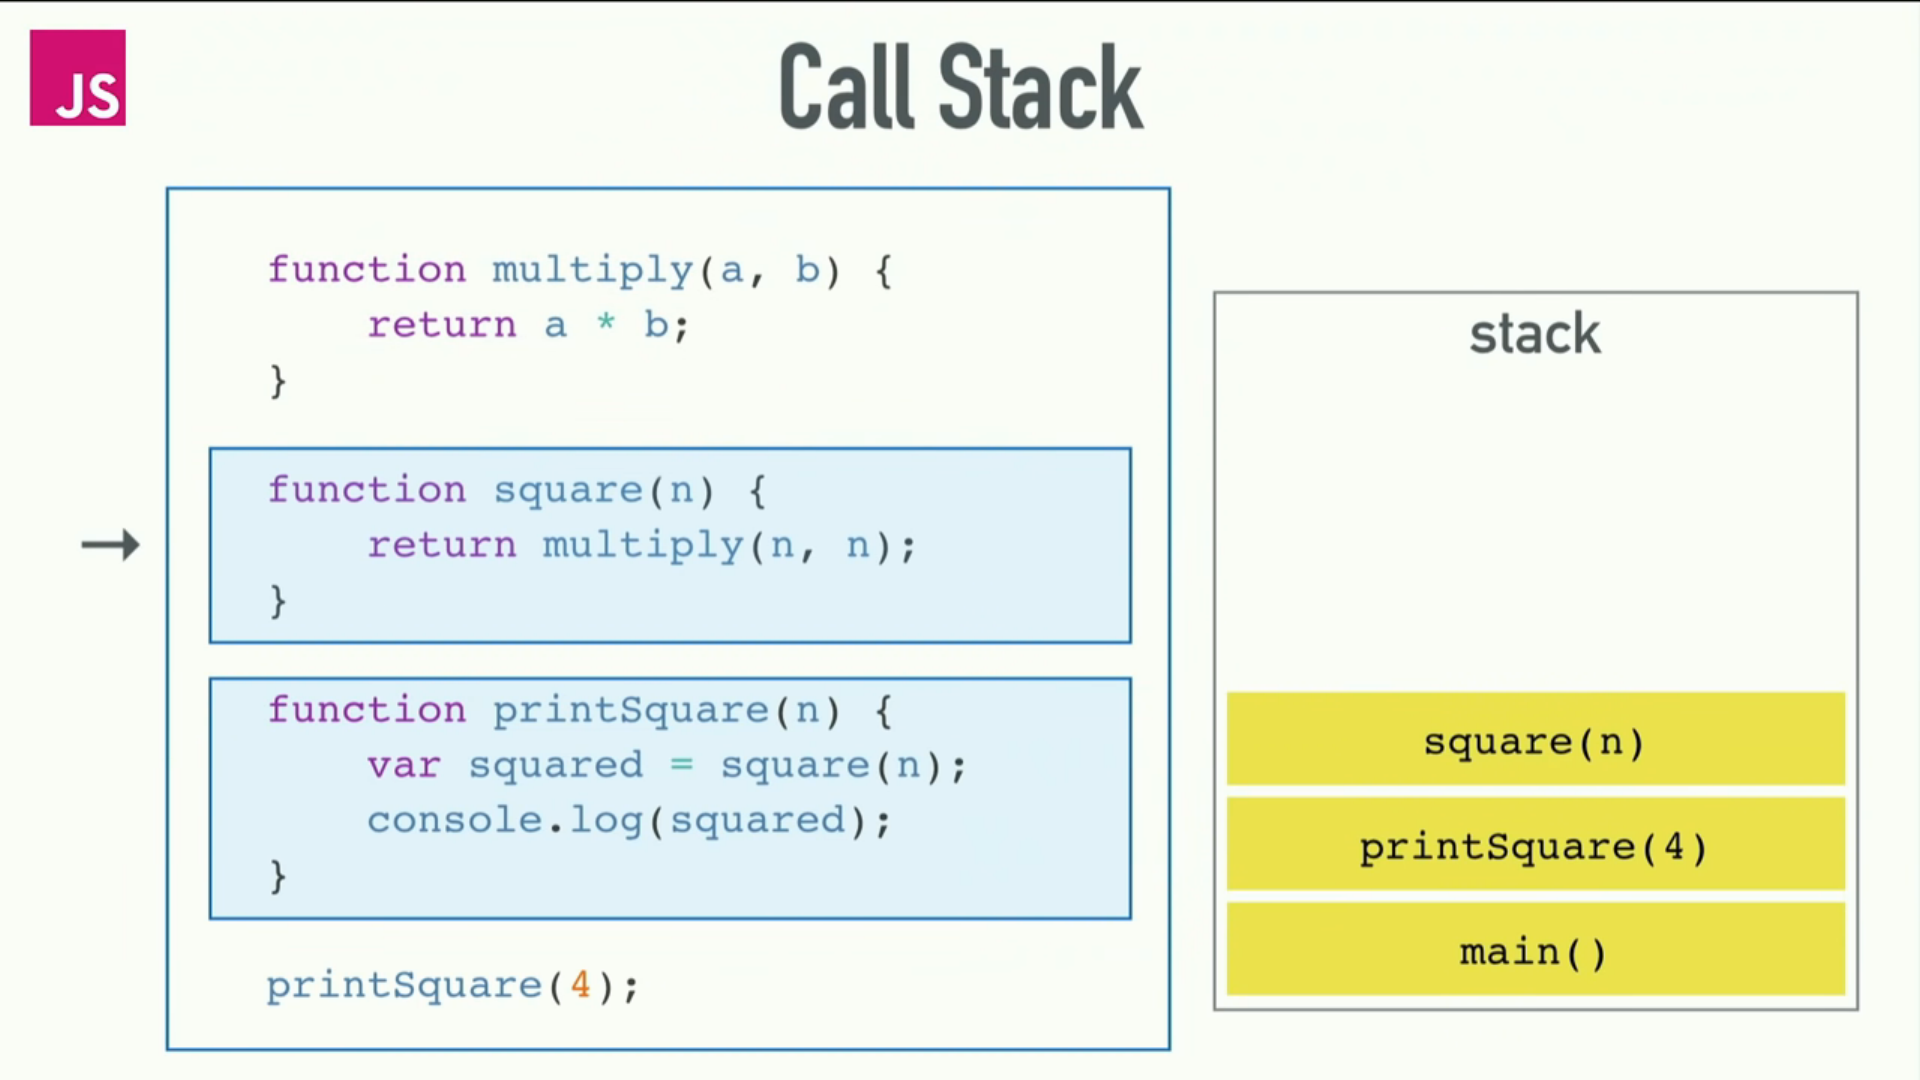 JS
Call Stack
function multiply(a, b) {
    return a * b;
}
function square(n) {
    return multiply(n, n);
}
function printSquare(n) {
    var squared = square(n);
    console.log(squared);
}
printSquare(4);
stack
square(n)
printSquare(4)
main()